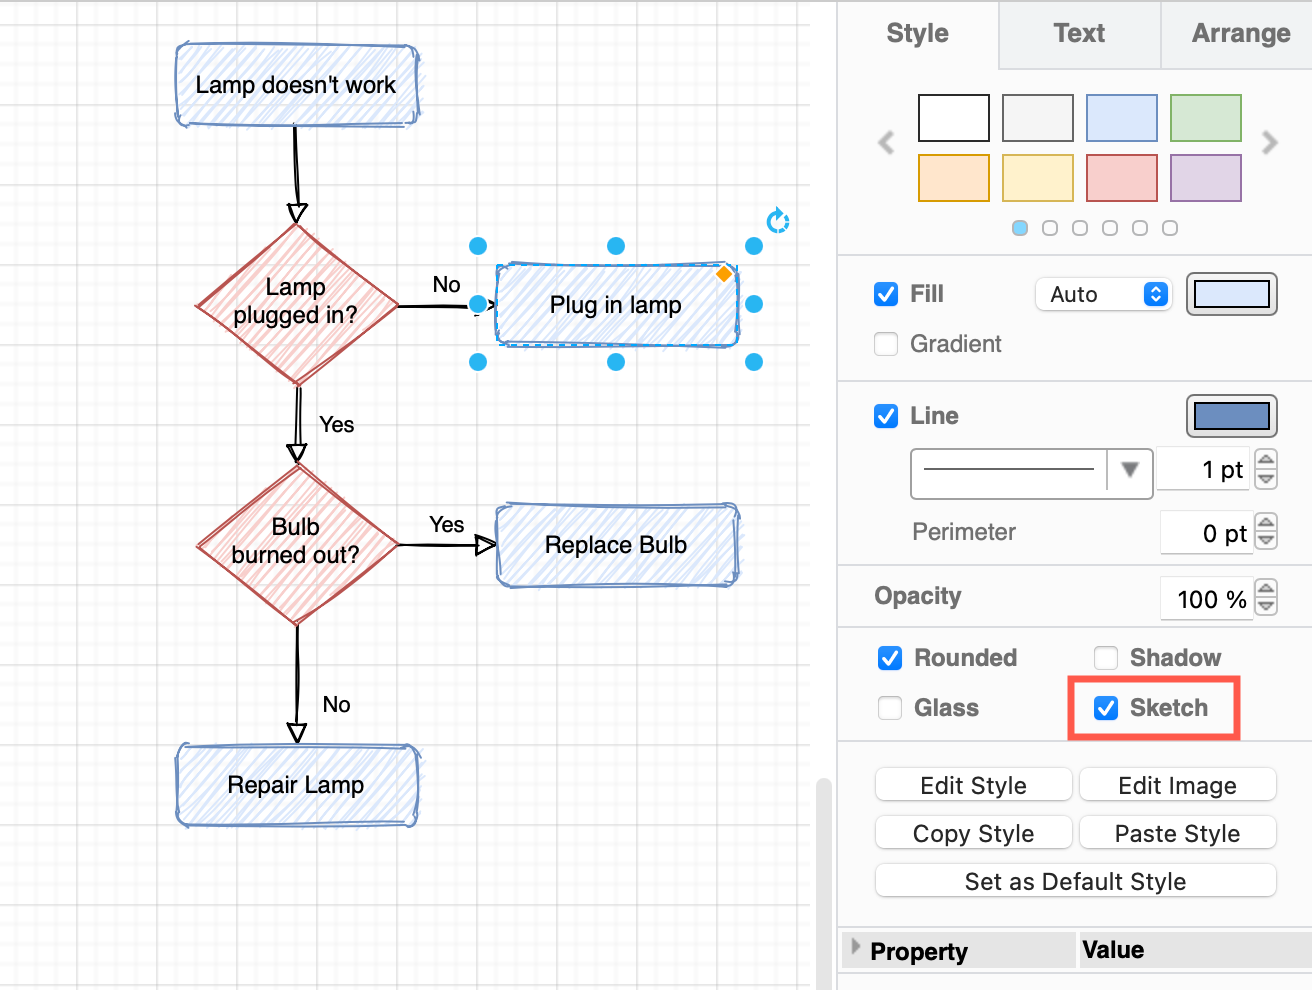 Lamp doesn't work
Lamp
plugged in?
No
Plug in lamp
Yes
Bulb
burned out?
Yes
Replace Bulb
No
Repair Lamp
Style Text Arrange
Fill Auto
Gradient
Line
1 pt
Perimeter 0 pt
Opacity 100 %
Rounded Shadow
Glass Sketch
Edit Style Edit Image
Copy Style Paste Style
Set as Default Style
Property Value